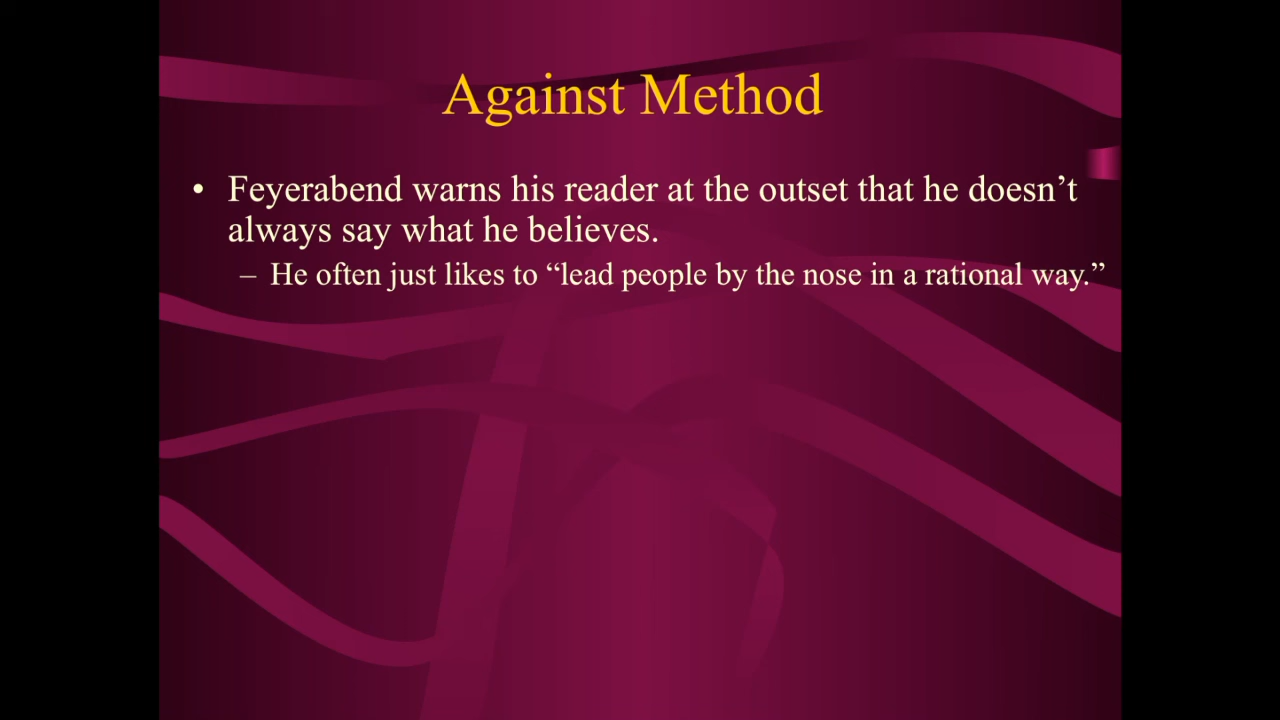 Against Method
• Feyerabend warns his reader at the outset that he doesn’t
always say what he believes.
– He often just likes to “lead people by the nose in a rational way.”